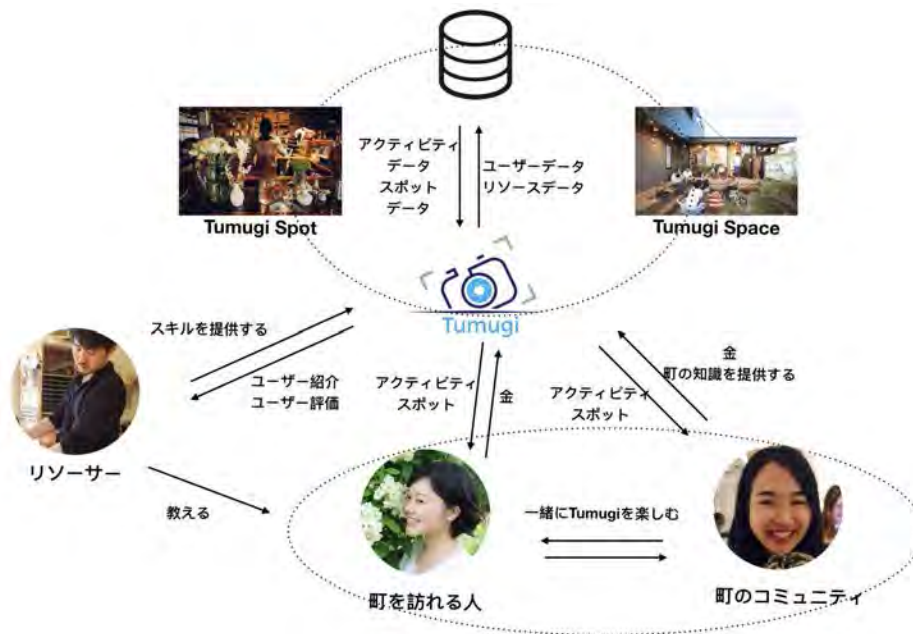 アクティビティ
データ
スポット
データ
ユーザーデータ
リソースデータ
Tumugi Spot
Tumugi Space
Tumugi
スキルを提供する
ユーザー紹介
ユーザー評価
アクティビティ
スポット
金
アクティビティ
スポット
金
町の知識を提供する
リソーサー
教える
一緒にTumugiを楽しむ
町を訪れる人
町のコミュニティ